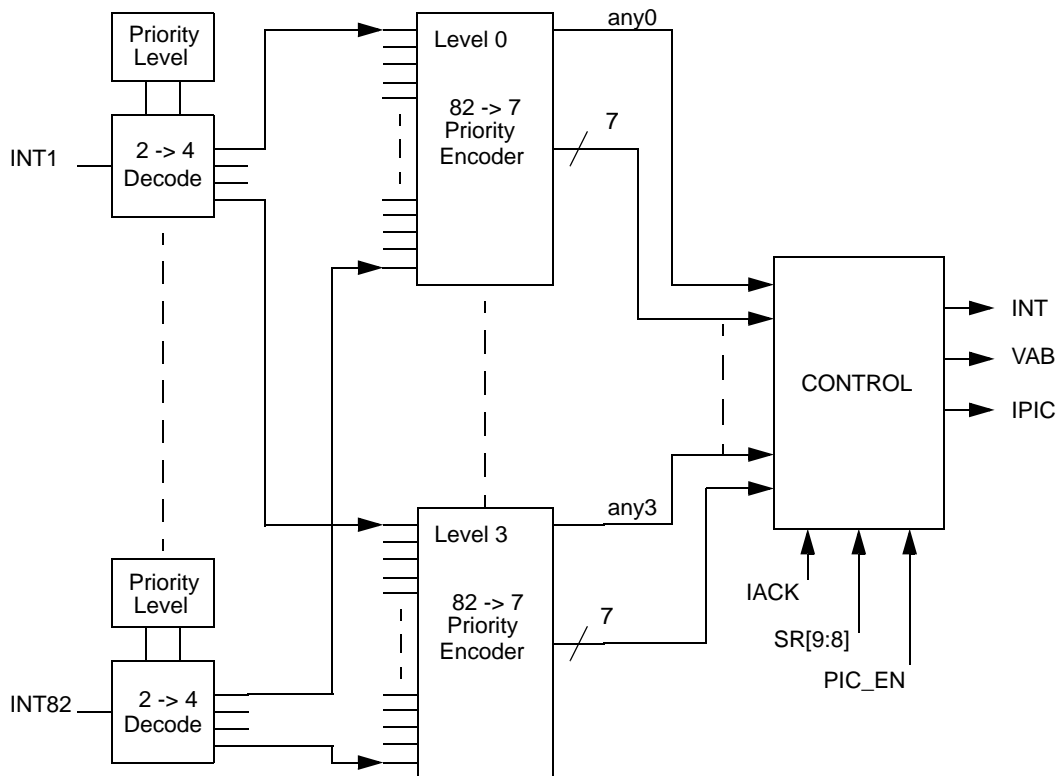 Priority
Level
INT1
2 -> 4
Decode
Level 0
82 -> 7
Priority
Encoder
any0
7
CONTROL
INT
VAB
IPIC
IACK
SR[9:8]
PIC_EN
Priority
Level
INT82
2 -> 4
Decode
Level 3
82 -> 7
Priority
Encoder
any3
7